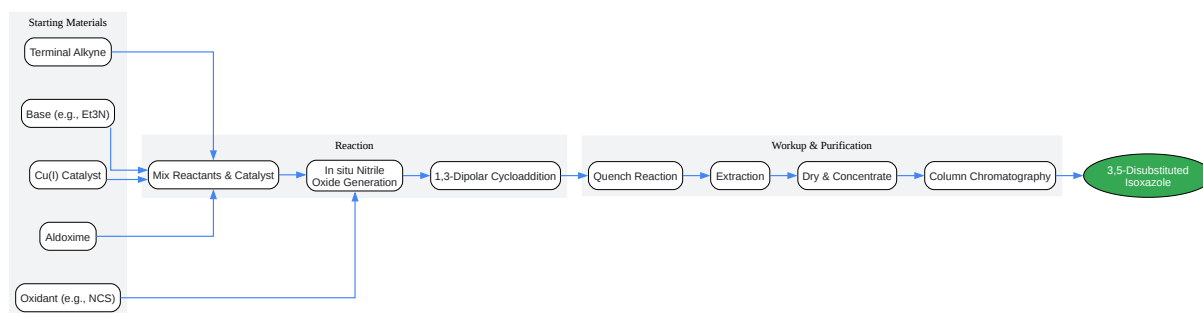 Starting Materials
Terminal Alkyne
Base (e.g., Et3N)
Cu(I) Catalyst
Aldoxime
Oxidant (e.g., NCS)
Reaction
Mix Reactants & Catalyst
In situ Nitrile
Oxide Generation
1,3-Dipolar Cycloaddition
Workup & Purification
Quench Reaction
Extraction
Dry & Concentrate
Column Chromatography
3,5-Disubstituted
Isoxazole